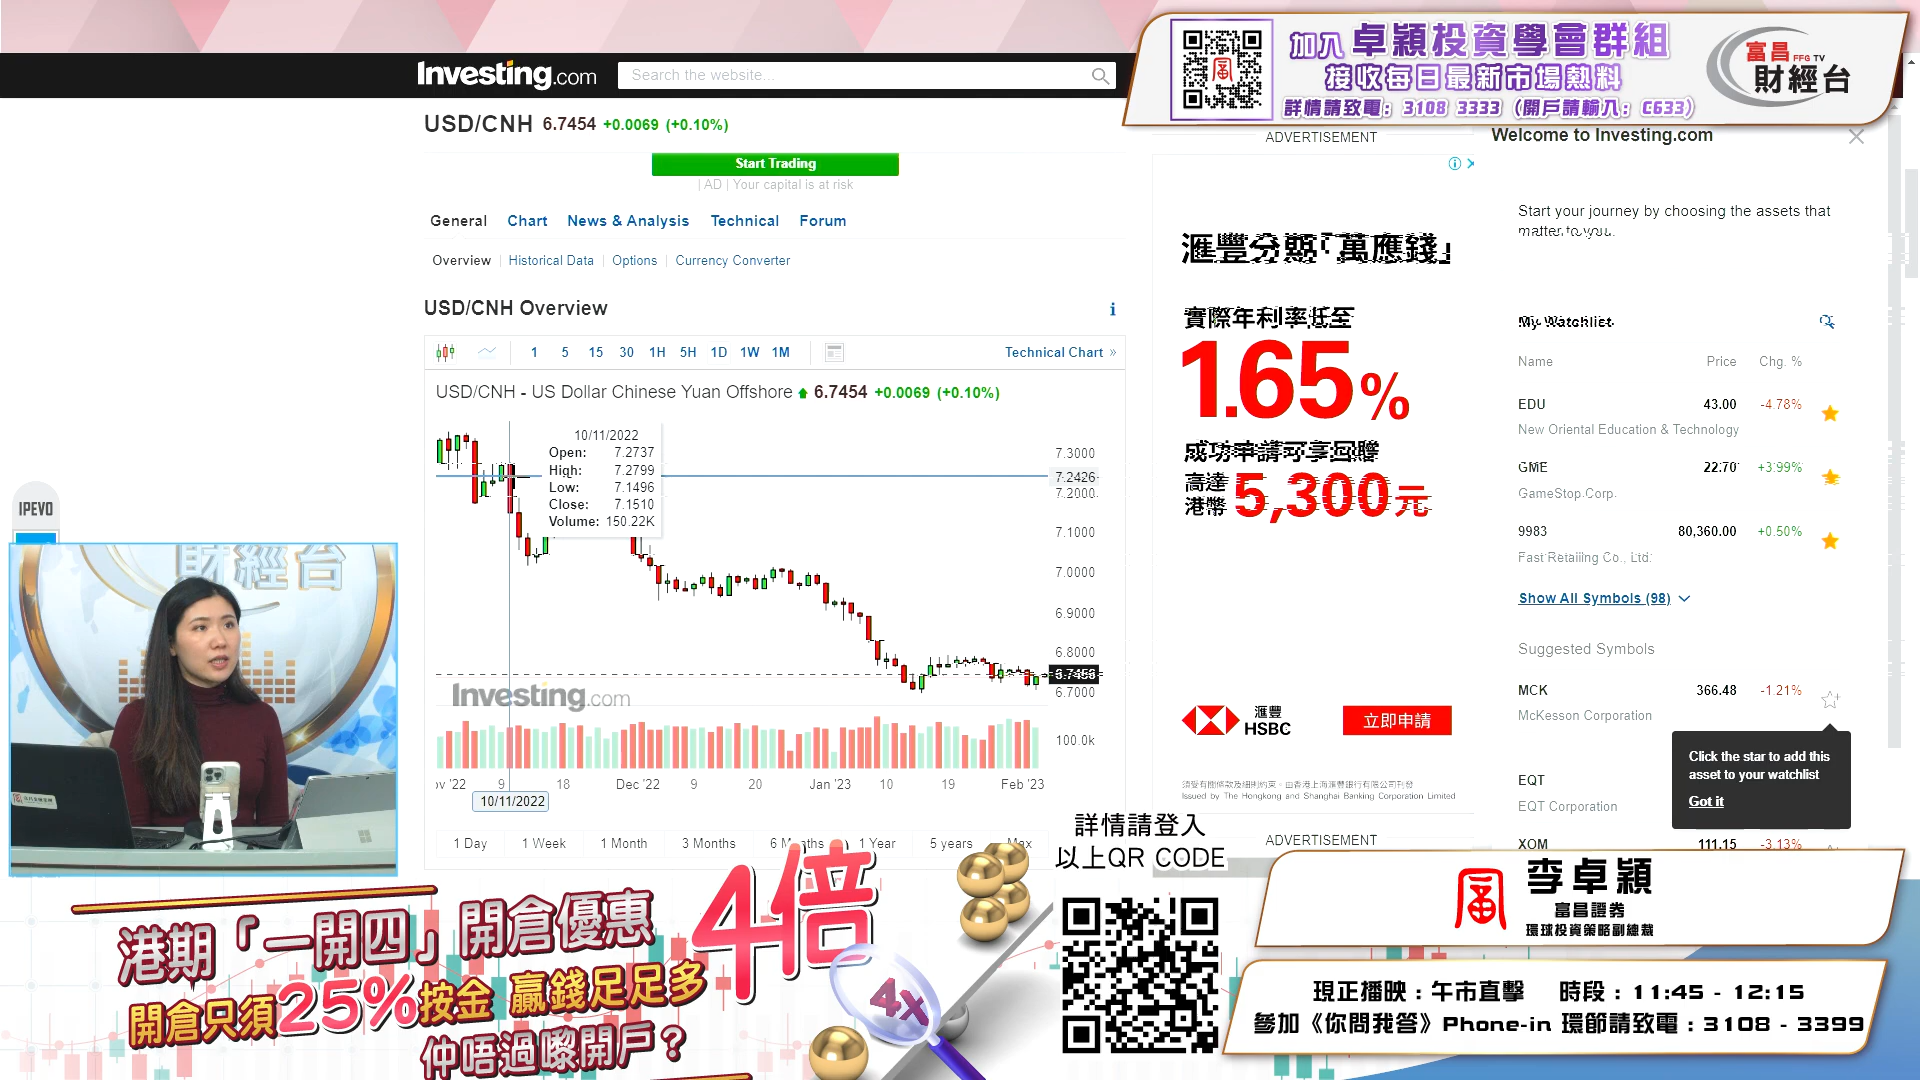 加入 卓穎投資學會群組
接收每日最新市場熱料
詳情請致電: 3108 3333 (開戶請輸入: C633)
富昌 FFG TV
財經台
Investing.com
Search the website...
USD/CNH 6.7454 +0.0069 (+0.10%)
Start Trading
| AD | Your capital is at risk
General Chart News & Analysis Technical Forum
Overview | Historical Data | Options | Currency Converter
USD/CNH Overview
1 5 15 30 1H 5H 1D 1W 1M
Technical Chart »
USD/CNH - US Dollar Chinese Yuan Offshore 6.7454 +0.0069 (+0.10%)
10/11/2022
Open: 7.2737
High: 7.2799
Low: 7.1496
Close: 7.1510
Volume: 150.22K
7.3000
7.2426
7.2000
7.1000
7.0000
6.9000
6.8000
6.7456
6.7000
100.0k
Investing.com
ov '22 9 18 Dec '22 9 20 Jan '23 10 19 Feb '23
10/11/2022
1 Day 1 Week 1 Month 3 Months 6 Months 1 Year 5 years Max
ADVERTISEMENT
滙豐分期「萬應錢」
實際年利率低至
1.65%
成功申請可享回贈
高達
港幣 5,300元
滙豐
HSBC
立即申請
Issued by The Hongkong and Shanghai Banking Corporation Limited
ADVERTISEMENT
Welcome to Investing.com
Start your journey by choosing the assets that
matter to you.
My Watchlist
Name Price Chg. %
EDU 43.00 -4.78%
New Oriental Education & Technology
GME 22.70 +3.99%
GameStop Corp.
9983 80,360.00 +0.50%
Fast Retailing Co., Ltd.
Show All Symbols (98)
Suggested Symbols
MCK 366.48 -1.21%
McKesson Corporation
Click the star to add this
asset to your watchlist
Got it
EQT
EQT Corporation
XOM 111.15 -3.13%
IPEVO
財經台
港期「一開四」開倉優惠 4倍
開倉只須25%按金 贏錢足足多
仲唔過嚟開戶?
4X
詳情請登入
以上QR CODE
李卓穎
富昌證券
環球投資策略副總裁
現正播映:午市直擊 時段:11:45 - 12:15
參加《你問我答》Phone-in 環節請致電:3108 - 3399